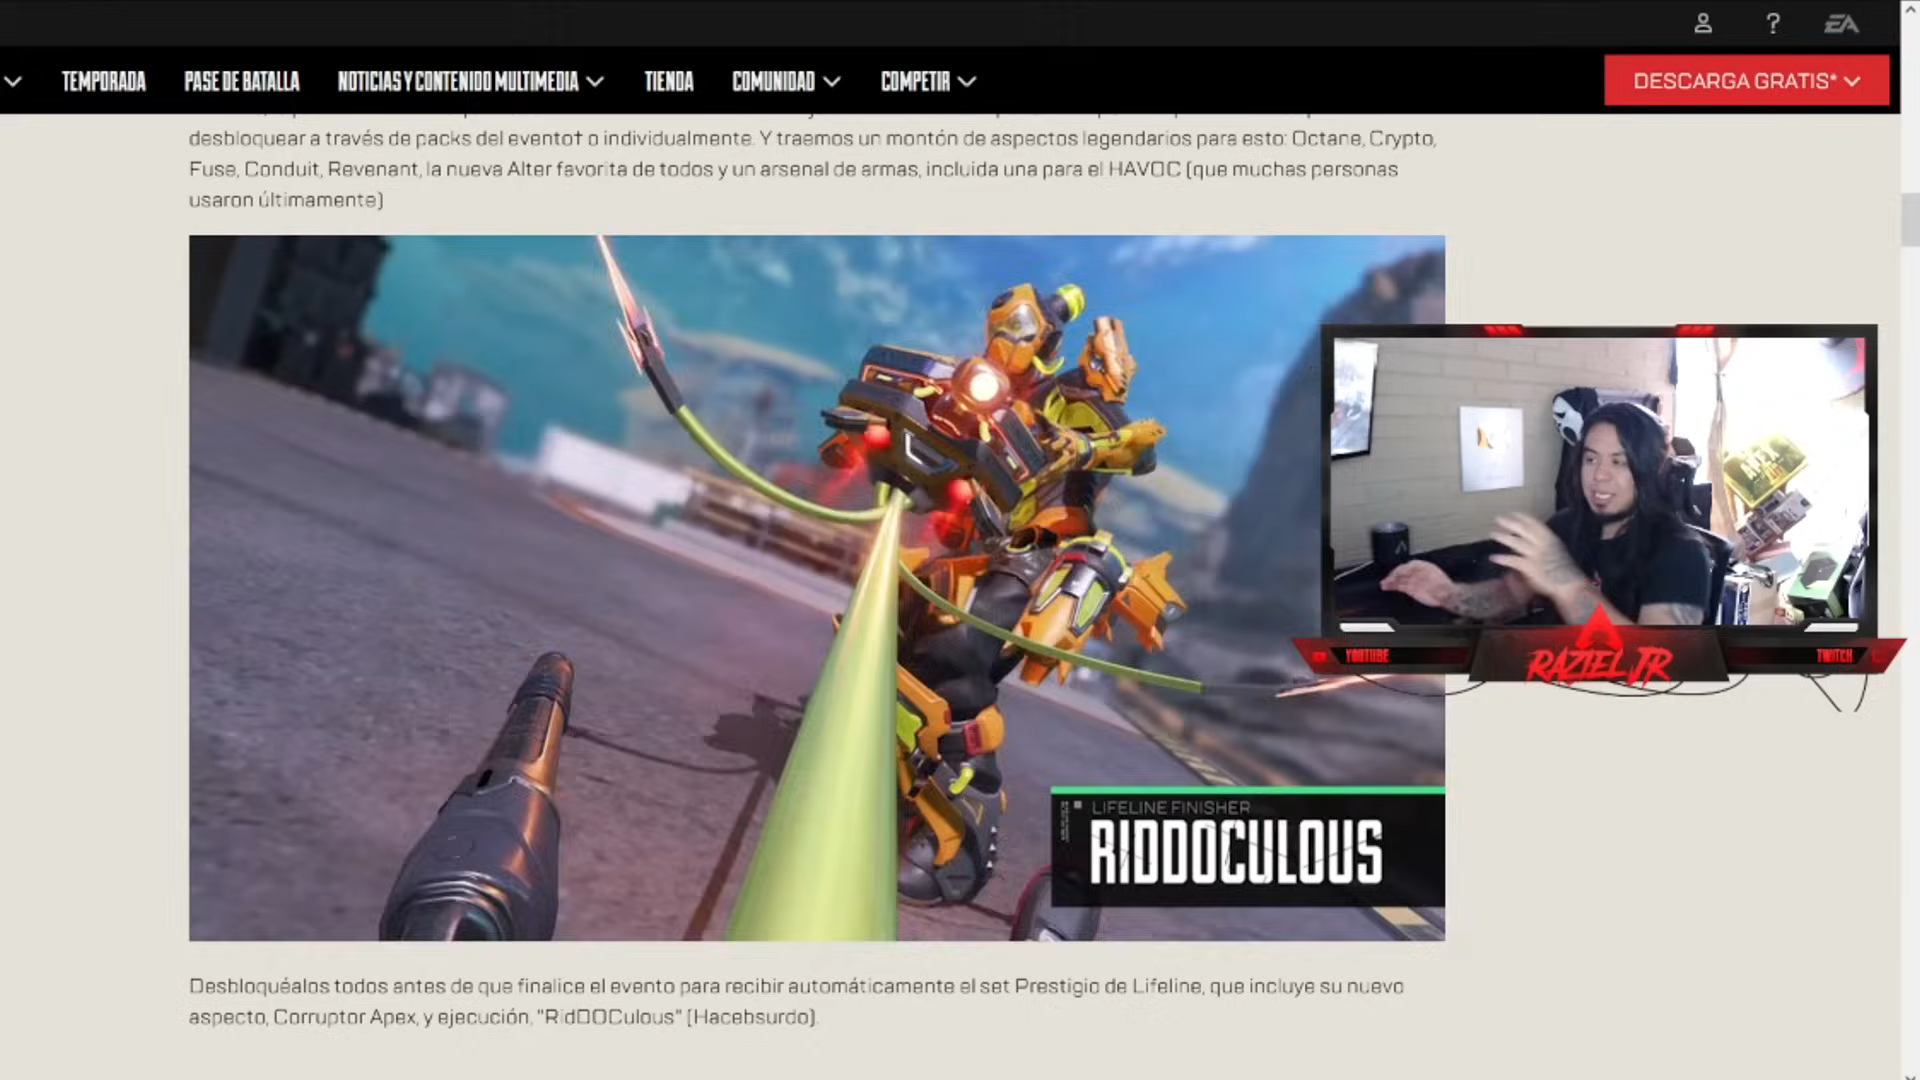 EA
TEMPORADA PASE DE BATALLA NOTICIAS Y CONTENIDO MULTIMEDIA TIENDA COMUNIDAD COMPETIR DESCARGA GRATIS*
desbloquear a través de packs del evento† o individualmente. Y traemos un montón de aspectos legendarios para esto: Octane, Crypto,
Fuse, Conduit, Revenant, la nueva Alter favorita de todos y un arsenal de armas, incluida una para el HAVOC (que muchas personas
usaron últimamente)
YOUTUBE
RAZIEL JR
TWITCH
LIFELINE FINISHER
RIDDOCULOUS
Desbloquéalos todos antes de que finalice el evento para recibir automáticamente el set Prestigio de Lifeline, que incluye su nuevo
aspecto, Corruptor Apex, y ejecución, "RidDOCulous" (Hacebsurdo).